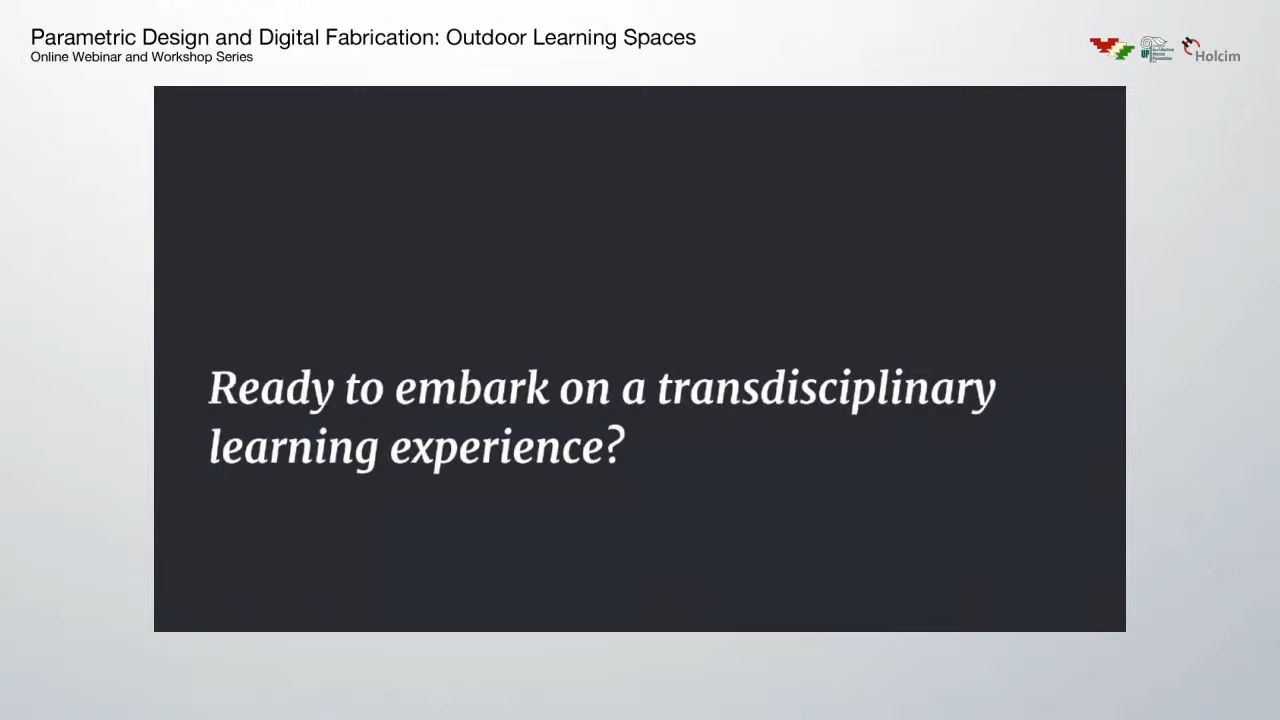 Parametric Design and Digital Fabrication: Outdoor Learning Spaces
Online Webinar and Workshop Series
UP
Holcim
Ready to embark on a transdisciplinary
learning experience?